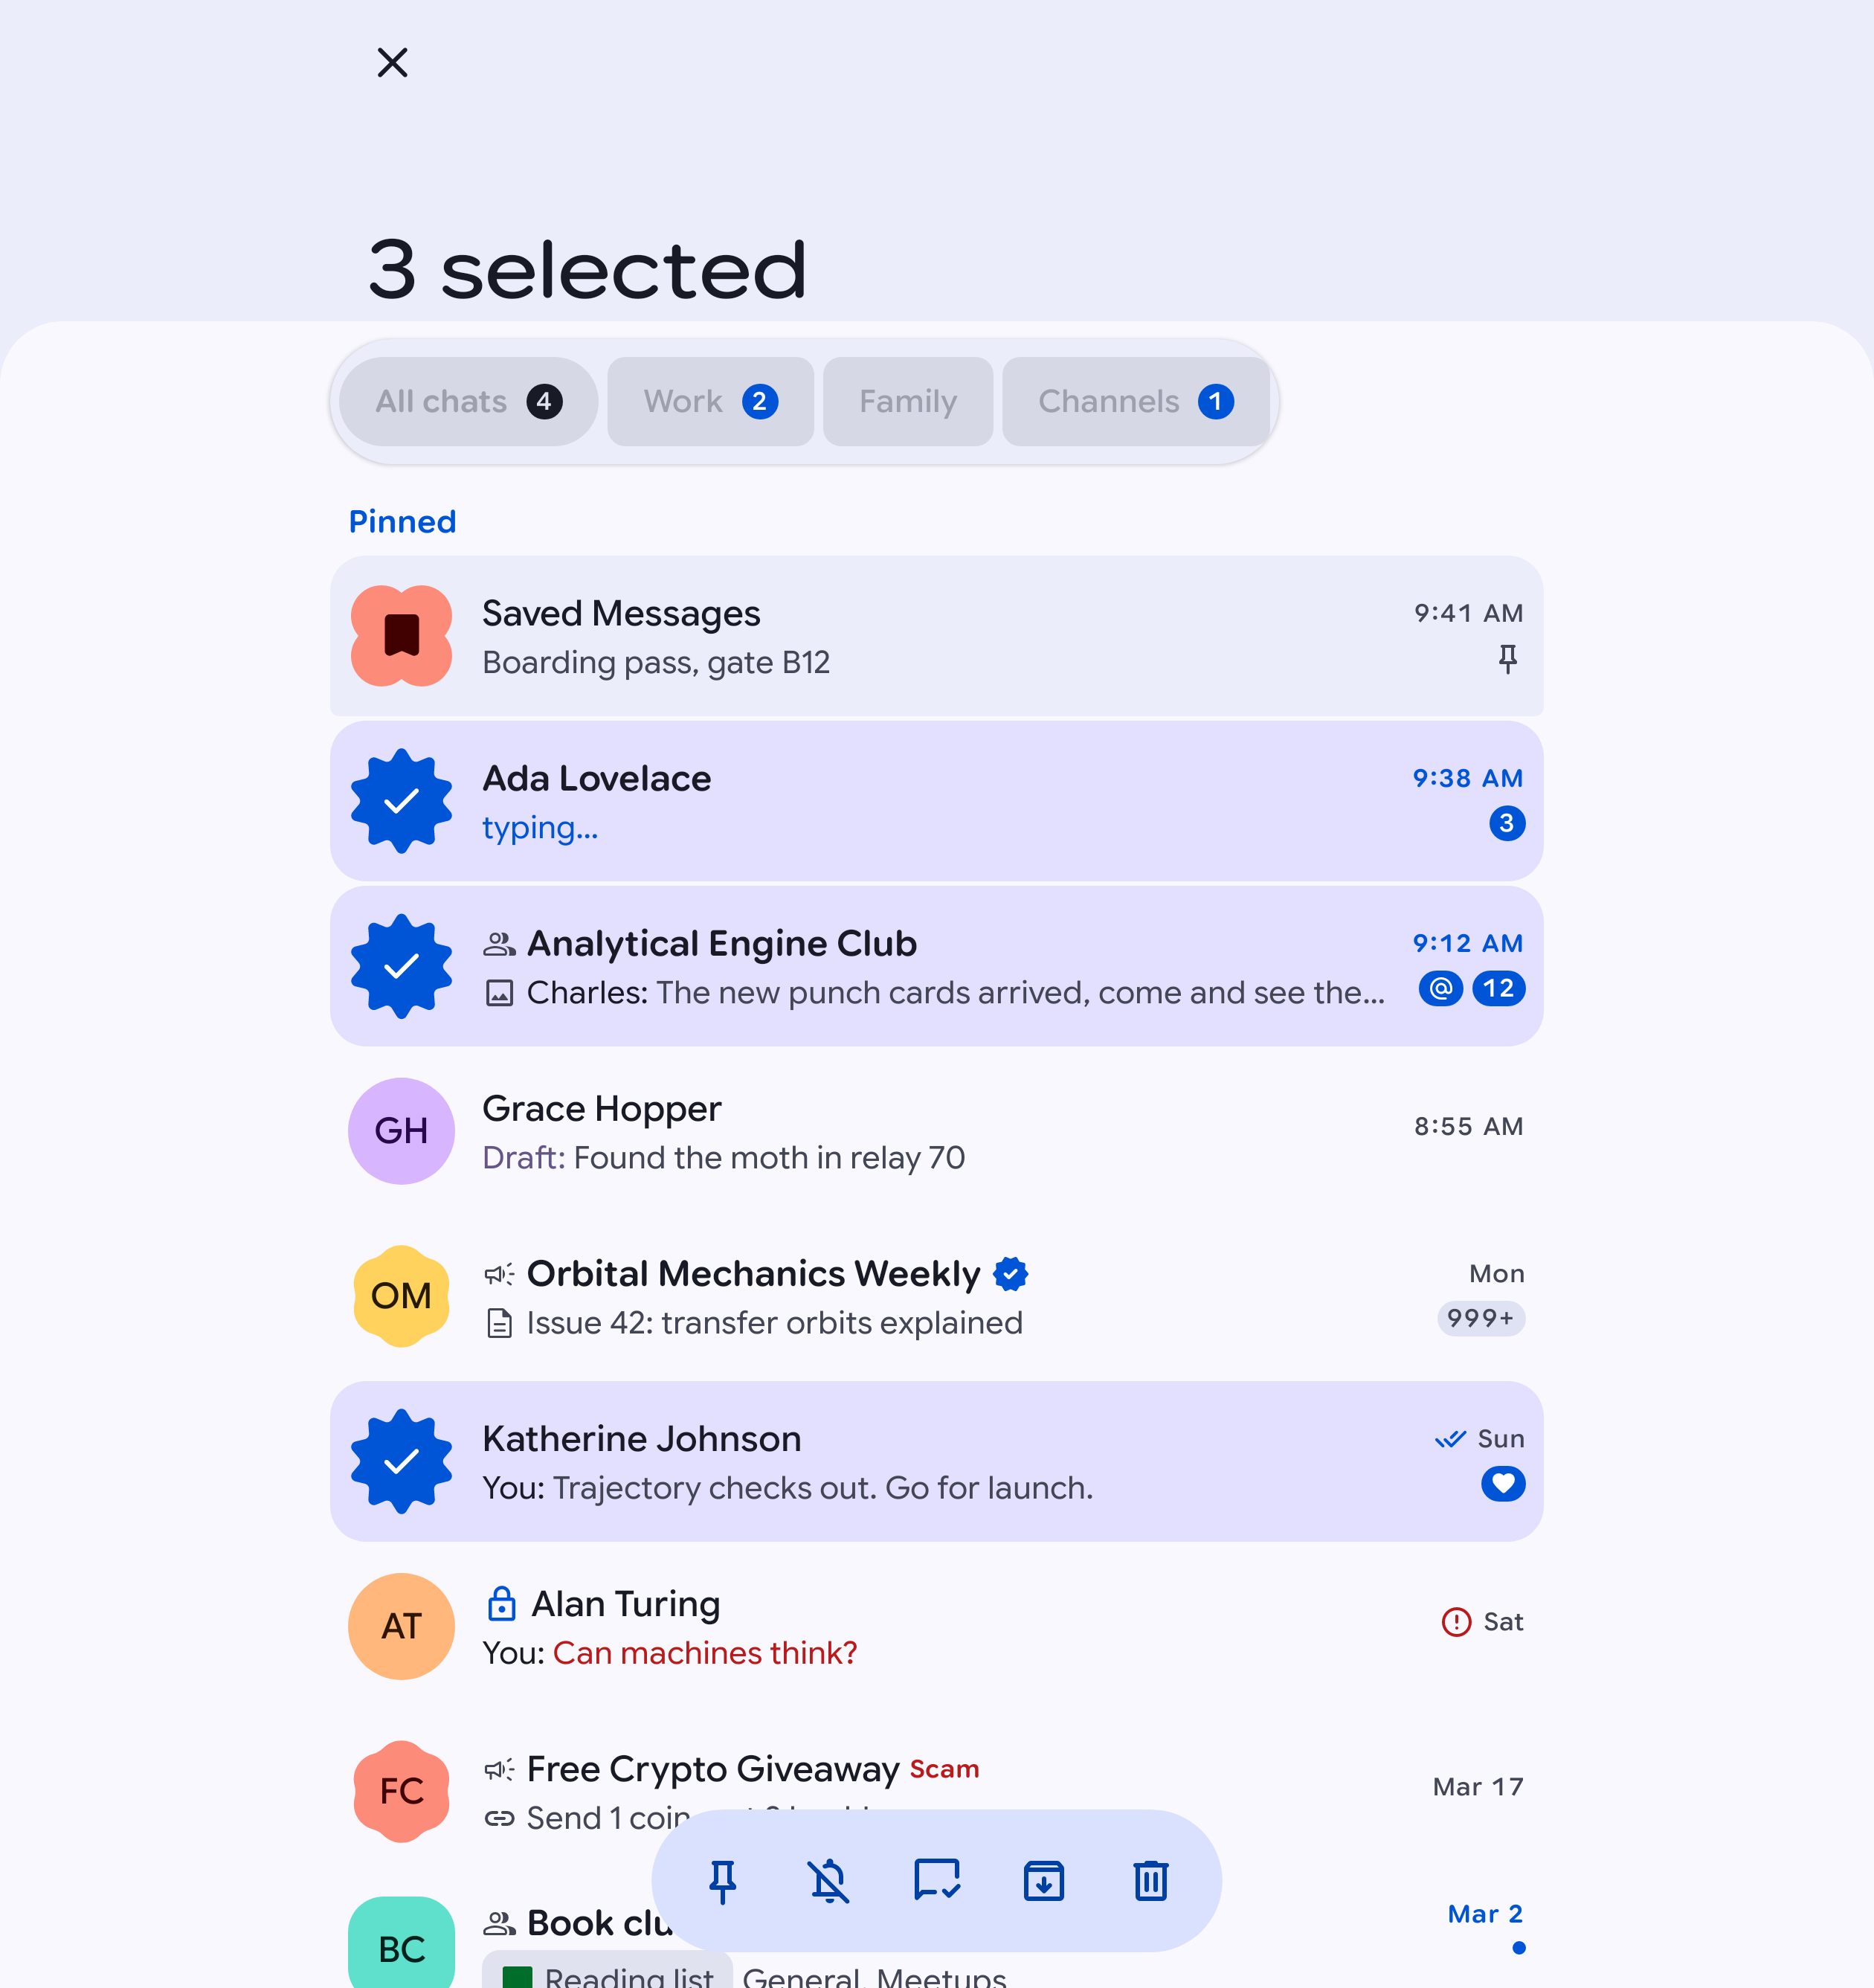 3 selected
All chats 4 Work 2 Family Channels 1
Pinned
Saved Messages 9:41 AM
Boarding pass, gate B12
Ada Lovelace 9:38 AM
typing... 3
Analytical Engine Club 9:12 AM
Charles: The new punch cards arrived, come and see the... @ 12
GH Grace Hopper 8:55 AM
Draft: Found the moth in relay 70
OM Orbital Mechanics Weekly Mon
Issue 42: transfer orbits explained 999+
Katherine Johnson Sun
You: Trajectory checks out. Go for launch.
AT Alan Turing Sat
You: Can machines think?
FC Free Crypto Giveaway Scam Mar 17
Send 1 coin
BC Book clu Mar 2
Reading list General, Meetups